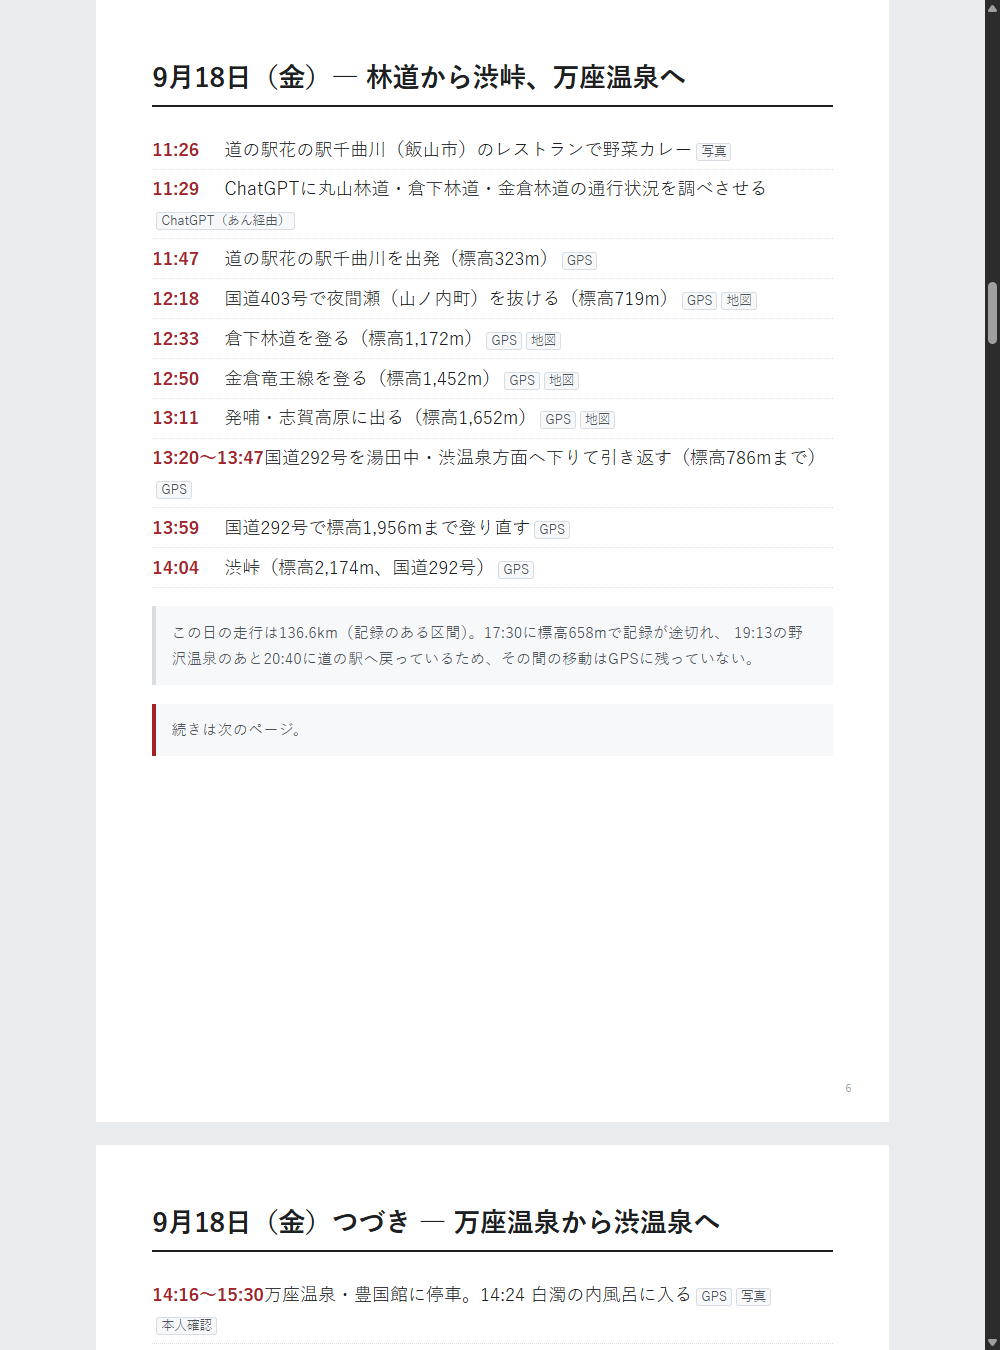 9月18日（金）— 林道から渋峠、万座温泉へ
11:26 道の駅花の駅千曲川（飯山市）のレストランで野菜カレー 写真
11:29 ChatGPTに丸山林道・倉下林道・金倉林道の通行状況を調べさせる
ChatGPT（あん経由）
11:47 道の駅花の駅千曲川を出発（標高323m） GPS
12:18 国道403号で夜間瀬（山ノ内町）を抜ける（標高719m） GPS 地図
12:33 倉下林道を登る（標高1,172m） GPS 地図
12:50 金倉竜王線を登る（標高1,452m） GPS 地図
13:11 発哺・志賀高原に出る（標高1,652m） GPS 地図
13:20〜13:47国道292号を湯田中・渋温泉方面へ下りて引き返す（標高786mまで）
GPS
13:59 国道292号で標高1,956mまで登り直す GPS
14:04 渋峠（標高2,174m、国道292号） GPS
この日の走行は136.6km（記録のある区間）。17:30に標高658mで記録が途切れ、 19:13の野
沢温泉のあと20:40に道の駅へ戻っているため、その間の移動はGPSに残っていない。
続きは次のページ。
6
9月18日（金）つづき — 万座温泉から渋温泉へ
14:16〜15:30万座温泉・豊国館に停車。14:24 白濁の内風呂に入る GPS 写真
本人確認